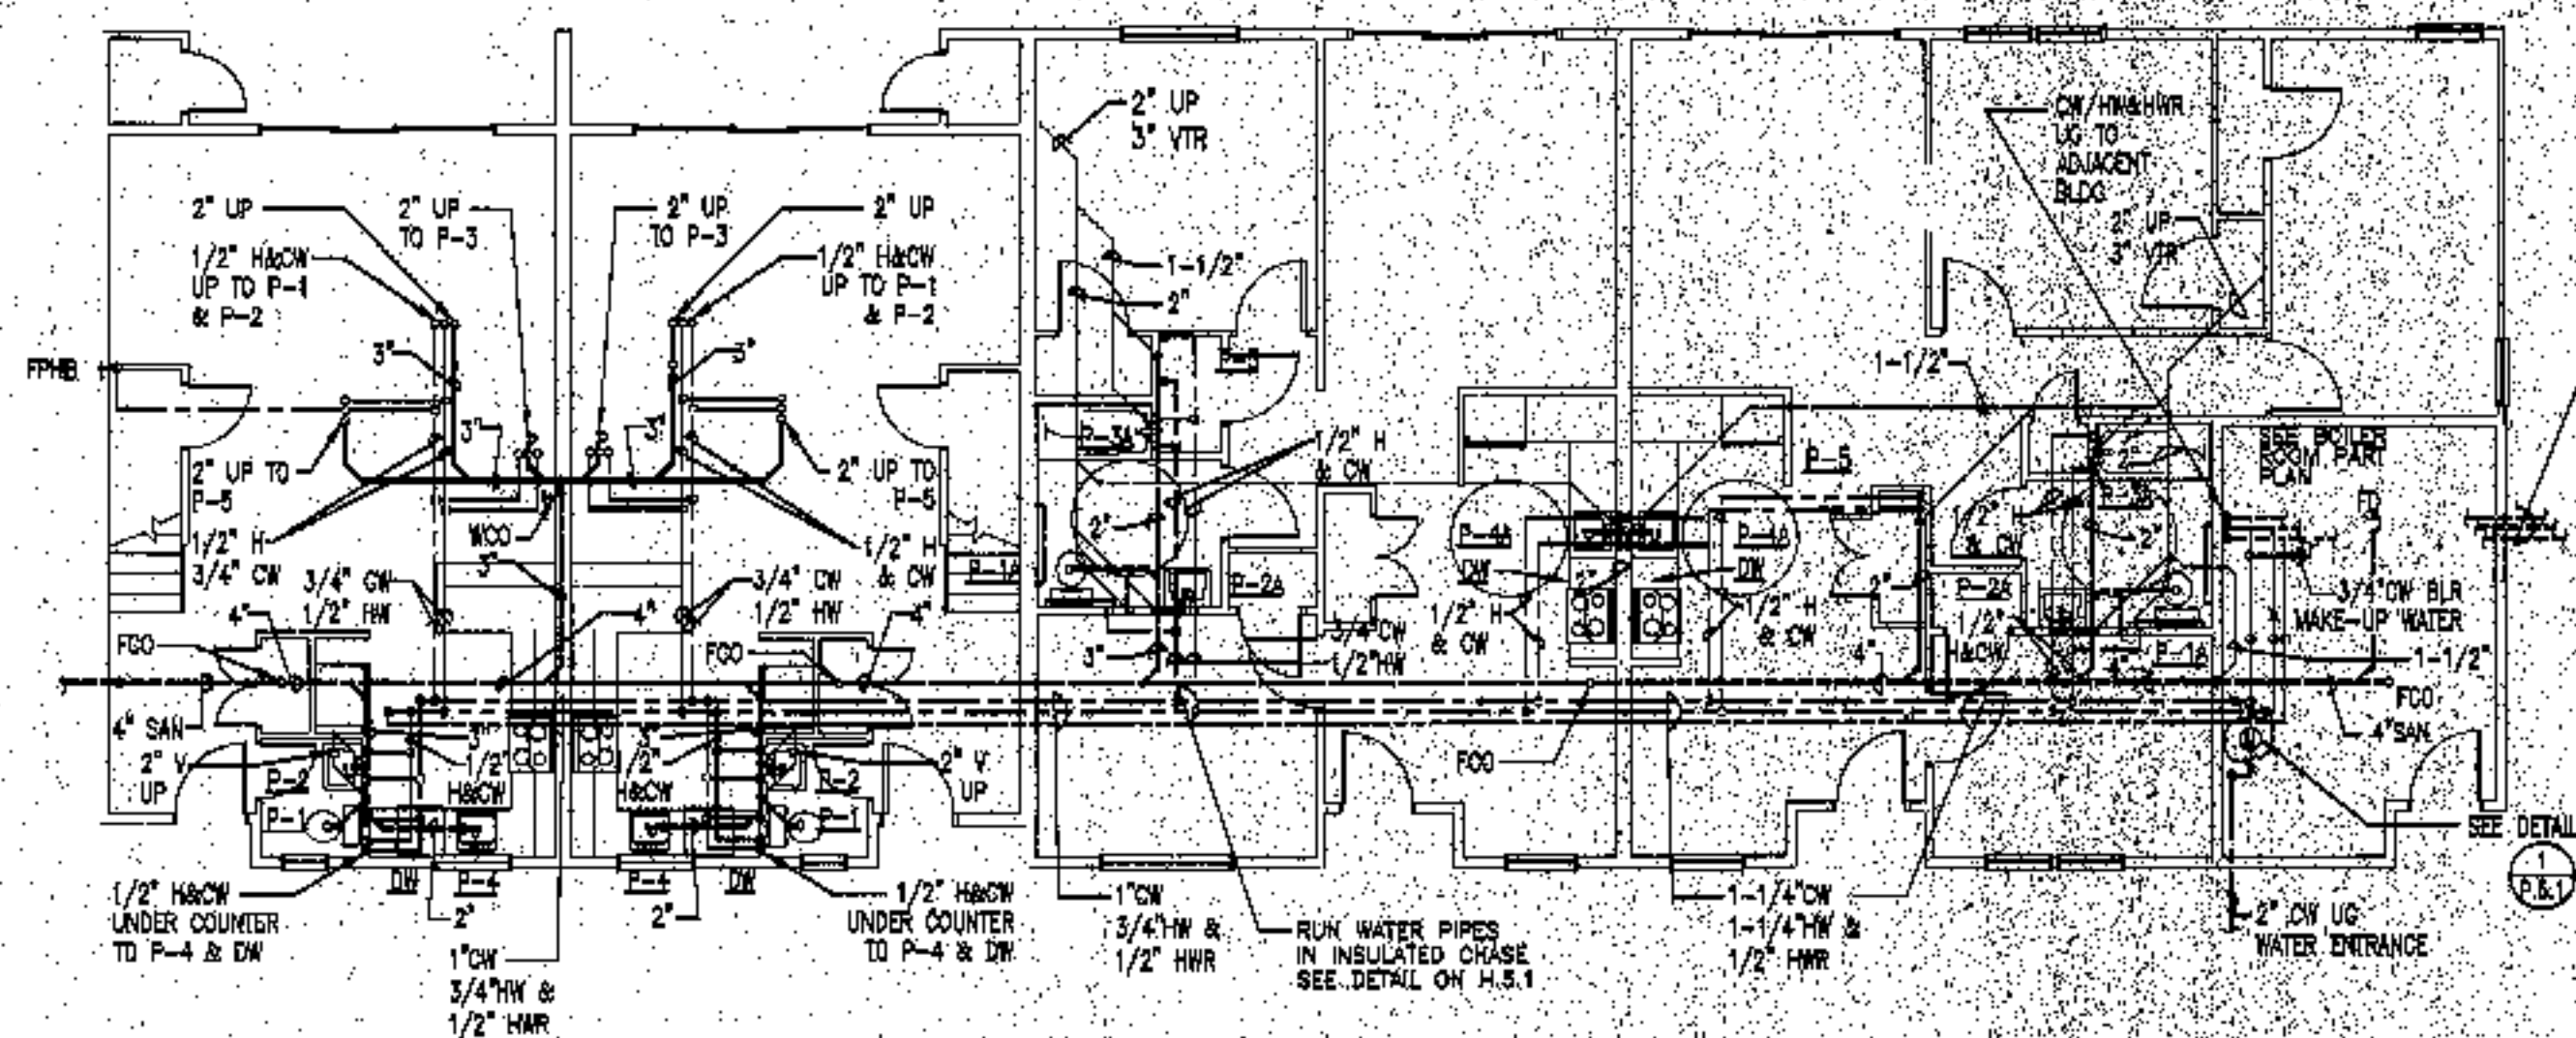 2" UP
3" VTR
CW/HW&HWR
UG TO
ADJACENT
BLDG
2" UP
3" VTR
2" UP
2" UP
TO P-3
2" UP
TO P-3
2" UP
1/2" H&CW
UP TO P-1
& P-2
1/2" H&CW
UP TO P-1
& P-2
1-1/2"
2"
3"
3"
FPHB
1-1/2"
3"
3"
P-3A
1/2" H
& CW
P-5
SEE BOILER
ROOM PART
PLAN
2" UP TO
P-5
2" UP TO
P-5
2"
2"
1/2" H
3/4" CW
WCO
1/2" H
& CW
P-4A
P-4A
1/2" H
& CW
2"
3"
P-1A
P-2A
CW
2"
DW
2"
P-2A
3/4" CW
1/2" HW
3/4" CW
1/2" HW
3/4"CW BLR
MAKE-UP WATER
4"
4"
4"
1/2" H
& CW
1/2" H
& CW
3/4"CW
1/2"HW
1/2"
H&CW
P-1A
FCO
FCO
3"
4"
4"
1-1/2"
FCO
4" SAN
4"SAN
2" V
UP
P-2
3"
1/2"
H&CW
1/2"
H&CW
P-2
2" V
UP
FCO
P-1
P-1
SEE DETAIL
1
P.8.1
1/2" H&CW
UNDER COUNTER
TO P-4 & DW
DW
P-4
2"
P-4
DW
2"
1/2" H&CW
UNDER COUNTER
TO P-4 & DW
1"CW
3/4"HW &
1/2" HWR
1"CW
3/4"HW &
1/2" HWR
RUN WATER PIPES
IN INSULATED CHASE
SEE DETAIL ON H.5.1
1-1/4"CW
1-1/4"HW &
1/2" HWR
2" CW UG
WATER ENTRANCE